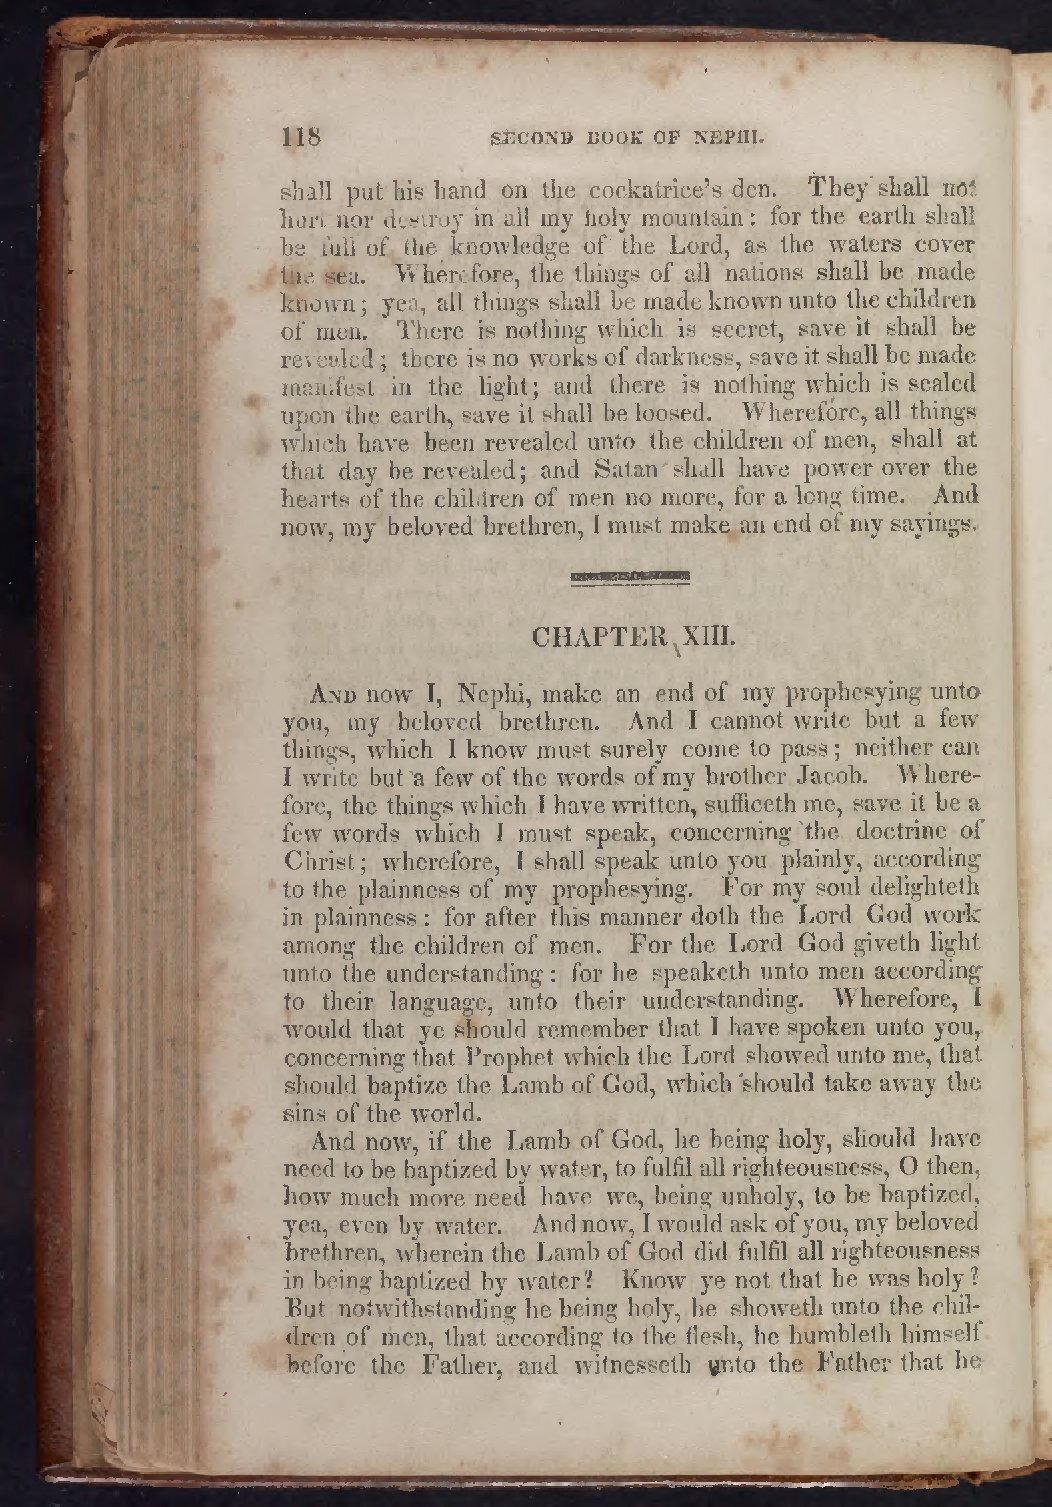 118 SECOND BOOK OF NEPHI.
shall put his hand on the cockatrice's den. They shall not
hurt nor destroy in all my holy mountain: for the earth shall
be full of the knowledge of the Lord, as the waters cover
the sea. Wherefore, the things of all nations shall be made
known; yea, all things shall be made known unto the children
of men. There is nothing which is secret, save it shall be
revealed; there is no works of darkness, save it shall be made
manifest in the light; and there is nothing which is sealed
upon the earth, save it shall be loosed. Wherefore, all things
which have been revealed unto the children of men, shall at
that day be revealed; and Satan shall have power over the
hearts of the children of men no more, for a long time. And
now, my beloved brethren, I must make an end of my sayings.
CHAPTER XIII.
AND now I, Nephi, make an end of my prophesying unto
you, my beloved brethren. And I cannot write but a few
things, which I know must surely come to pass; neither can
I write but a few of the words of my brother Jacob. Where-
fore, the things which I have written, sufficeth me, save it be a
few words which I must speak, concerning the doctrine of
Christ; wherefore, I shall speak unto you plainly, according
to the plainness of my prophesying. For my soul delighteth
in plainness: for after this manner doth the Lord God work
among the children of men. For the Lord God giveth light
unto the understanding: for he speaketh unto men according
to their language, unto their understanding. Wherefore, I
would that ye should remember that I have spoken unto you,
concerning that Prophet which the Lord showed unto me, that
should baptize the Lamb of God, which should take away the
sins of the world.
And now, if the Lamb of God, he being holy, should have
need to be baptized by water, to fulfil all righteousness, O then,
how much more need have we, being unholy, to be baptized,
yea, even by water. And now, I would ask of you, my beloved
brethren, wherein the Lamb of God did fulfil all righteousness
in being baptized by water? Know ye not that he was holy?
But notwithstanding he being holy, he showeth unto the chil-
dren of men, that according to the flesh, he humbleth himself
before the Father, and witnesseth unto the Father that he